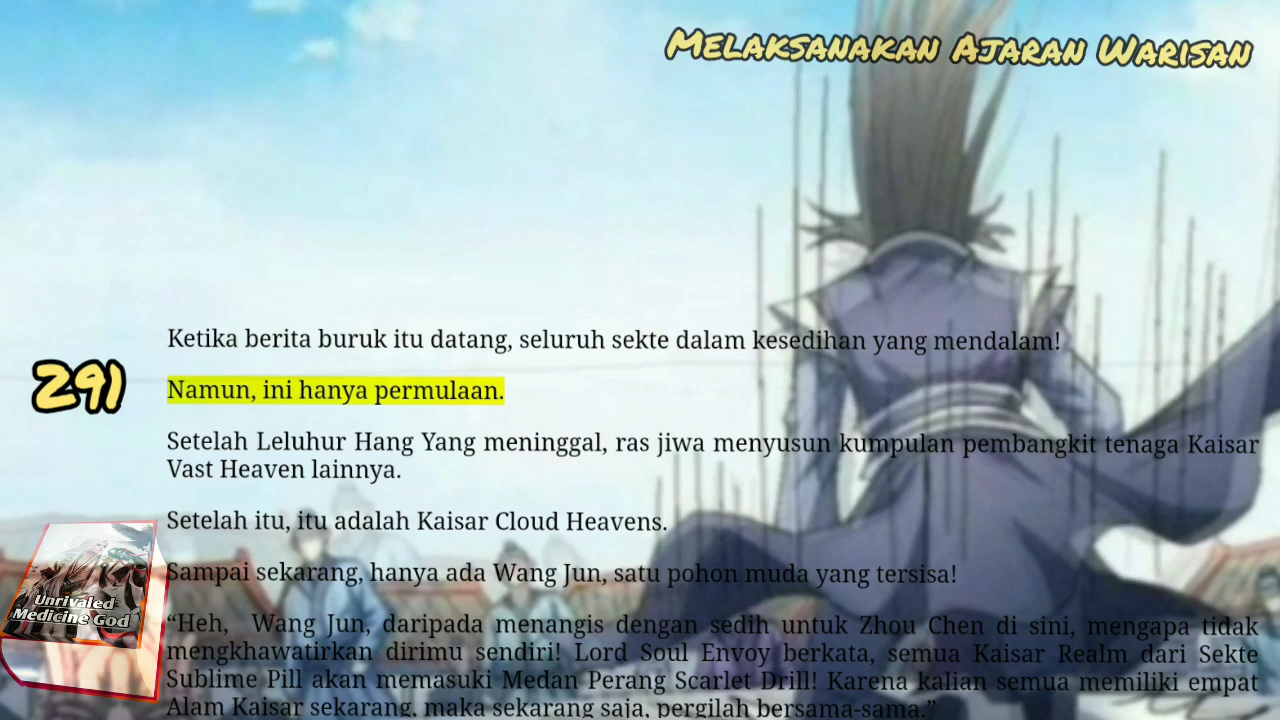 Melaksanakan Ajaran Warisan
Ketika berita buruk itu datang, seluruh sekte dalam kesedihan yang mendalam!
291
Namun, ini hanya permulaan.
Setelah Leluhur Hang Yang meninggal, ras jiwa menyusun kumpulan pembangkit tenaga Kaisar
Vast Heaven lainnya.
Setelah itu, itu adalah Kaisar Cloud Heavens.
Sampai sekarang, hanya ada Wang Jun, satu pohon muda yang tersisa!
Unrivaled
Medicine God
“Heh, Wang Jun, daripada menangis dengan sedih untuk Zhou Chen di sini, mengapa tidak
mengkhawatirkan dirimu sendiri! Lord Soul Envoy berkata, semua Kaisar Realm dari Sekte
Sublime Pill akan memasuki Medan Perang Scarlet Drill! Karena kalian semua memiliki empat
Alam Kaisar sekarang, maka sekarang saja, pergilah bersama-sama.”